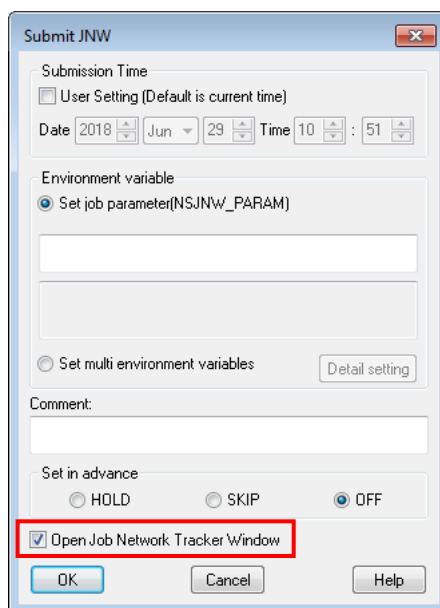 Submit JNW
Submission Time
User Setting (Default is current time)
Date 2018 Jun 29 Time 10 : 51
Environment variable
Set job parameter(NSJNW_PARAM)
Set multi environment variables Detail setting
Comment:
Set in advance
HOLD SKIP OFF
Open Job Network Tracker Window
OK Cancel Help